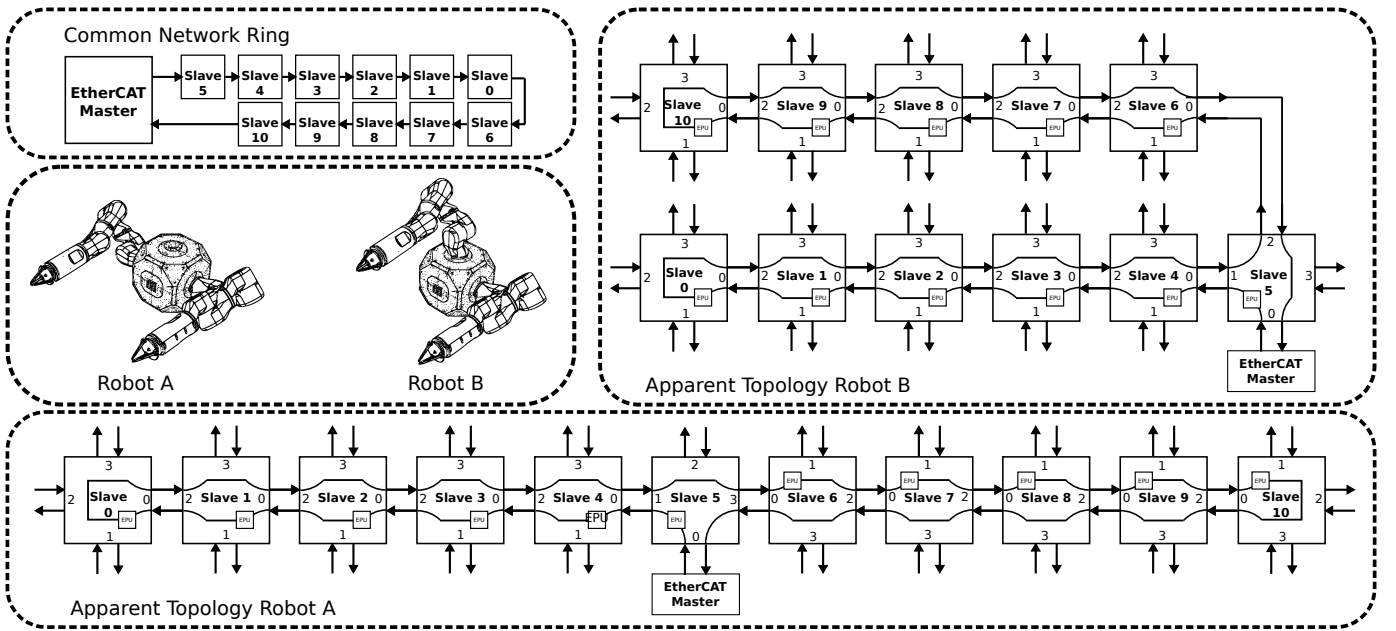 Common Network Ring
EtherCAT
Master
Slave
5
Slave
4
Slave
3
Slave
2
Slave
1
Slave
0
Slave
10
Slave
9
Slave
8
Slave
7
Slave
6
Robot A
Robot B
3 3 3 3 3
2 Slave 10 0 EPU
2 Slave 9 0 EPU
2 Slave 8 0 EPU
2 Slave 7 0 EPU
2 Slave 6 0 EPU
1 1 1 1 1
3 3 3 3 3 2
2 Slave 0 0 EPU
2 Slave 1 0 EPU
2 Slave 2 0 EPU
2 Slave 3 0 EPU
2 Slave 4 0 EPU
1 Slave 5 3 EPU
1 1 1 1 1 0
EtherCAT
Master
Apparent Topology Robot B
3 3 3 3 3 2 1 1 1 1 1
2 Slave 0 0 EPU
2 Slave 1 0 EPU
2 Slave 2 0 EPU
2 Slave 3 0 EPU
2 Slave 4 0 EPU
1 Slave 5 3 EPU
EPU 0 Slave 6 2
EPU 0 Slave 7 2
EPU 0 Slave 8 2
EPU 0 Slave 9 2
EPU 0 Slave 10 2
1 1 1 1 1 0 3 3 3 3 3
EtherCAT
Master
Apparent Topology Robot A